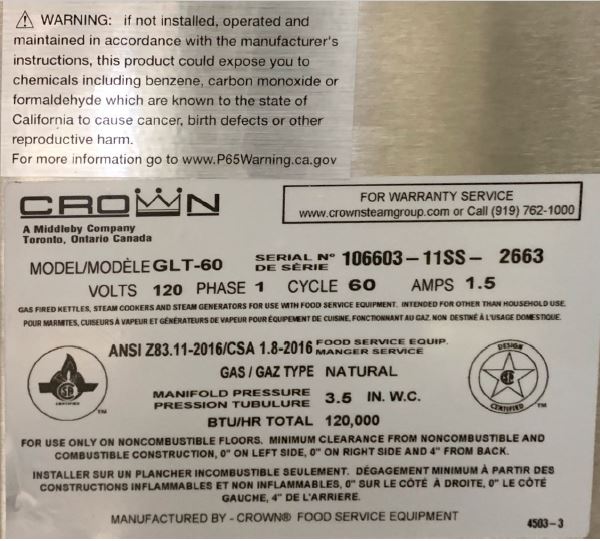 ⚠ WARNING: if not installed, operated and
maintained in accordance with the manufacturer's
instructions, this product could expose you to
chemicals including benzene, carbon monoxide or
formaldehyde which are known to the state of
California to cause cancer, birth defects or other
reproductive harm.
For more information go to www.P65Warning.ca.gov
CROWN
A Middleby Company
Toronto, Ontario Canada
FOR WARRANTY SERVICE
www.crownsteamgroup.com or Call (919) 762-1000
MODEL/MODÈLE GLT-60
SERIAL Nº DE SÉRIE 106603-11SS- 2663
VOLTS 120 PHASE 1 CYCLE 60 AMPS 1.5
GAS FIRED KETTLES, STEAM COOKERS AND STEAM GENERATORS FOR USE WITH FOOD SERVICE EQUIPMENT. INTENDED FOR OTHER THAN HOUSEHOLD USE.
POUR MARMITES, CUISEURS À VAPEUR ET GÉNÉRATEURS DE VAPEUR POUR ÉQUIPEMENT DE CUISINE, FONCTIONNANT AU GAZ. NON DESTINÉ À L'USAGE DOMESTIQUE.
ANSI Z83.11-2016/CSA 1.8-2016 FOOD SERVICE EQUIP. MANGER SERVICE
GAS / GAZ TYPE NATURAL
MANIFOLD PRESSURE
PRESSION TUBULURE 3.5 IN. W.C.
BTU/HR TOTAL 120,000
CERTIFIED TM
DESIGN
CERTIFIED TM
FOR USE ONLY ON NONCOMBUSTIBLE FLOORS. MINIMUM CLEARANCE FROM NONCOMBUSTIBLE AND
COMBUSTIBLE CONSTRUCTION, 0" ON LEFT SIDE, 0" ON RIGHT SIDE AND 4" FROM BACK.
INSTALLER SUR UN PLANCHER INCOMBUSTIBLE SEULEMENT. DÉGAGEMENT MINIMUM À PARTIR DES
CONSTRUCTIONS INFLAMMABLES ET NON INFLAMMABLES, 0" SUR LE CÔTÉ À DROITE, 0" LE CÔTÉ
GAUCHE, 4" DE L'ARRIERE.
MANUFACTURED BY - CROWN® FOOD SERVICE EQUIPMENT
4503-3